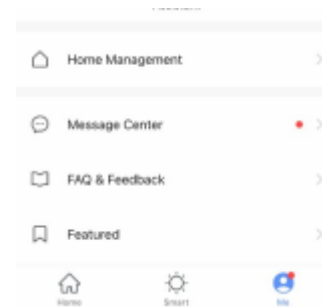 Home Management
Message Center
FAQ & Feedback
Featured
Home
Smart
Me